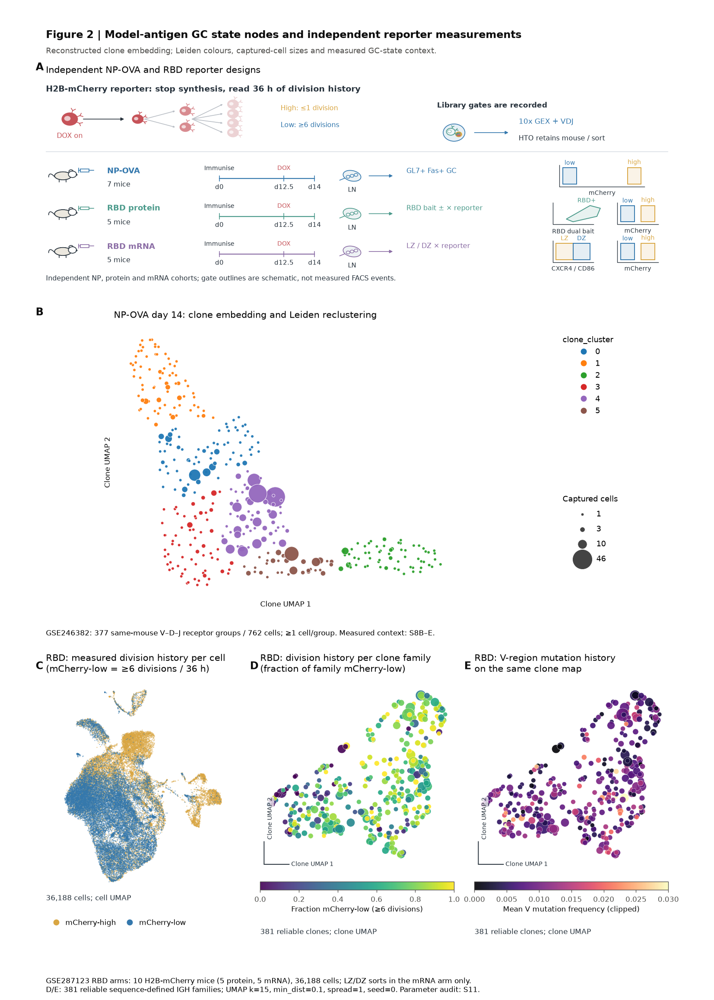 Figure 2 | Model-antigen GC state nodes and independent reporter measurements
Reconstructed clone embedding; Leiden colours, captured-cell sizes and measured GC-state context.
A Independent NP-OVA and RBD reporter designs
H2B-mCherry reporter: stop synthesis, read 36 h of division history
DOX on
High: ≤1 division
Low: ≥6 divisions
Library gates are recorded
10x GEX + VDJ
HTO retains mouse / sort
NP-OVA
7 mice
Immunise
DOX
d0
d12.5
d14
LN
GL7+ Fas+ GC
low
high
mCherry
RBD protein
5 mice
Immunise
DOX
d0
d12.5
d14
LN
RBD bait ± × reporter
RBD+
RBD dual bait
low
high
mCherry
RBD mRNA
5 mice
Immunise
DOX
d0
d12.5
d14
LN
LZ / DZ × reporter
LZ
DZ
CXCR4 / CD86
low
high
mCherry
Independent NP, protein and mRNA cohorts; gate outlines are schematic, not measured FACS events.
B
NP-OVA day 14: clone embedding and Leiden reclustering
Clone UMAP 2
Clone UMAP 1
clone_cluster
0
1
2
3
4
5
Captured cells
1
3
10
46
GSE246382: 377 same-mouse V–D–J receptor groups / 762 cells; ≥1 cell/group. Measured context: S8B–E.
C RBD: measured division history per cell
(mCherry-low = ≥6 divisions / 36 h)
36,188 cells; cell UMAP
mCherry-high
mCherry-low
D RBD: division history per clone family
(fraction of family mCherry-low)
Clone UMAP 2
Clone UMAP 1
0.0 0.2 0.4 0.6 0.8 1.0
Fraction mCherry-low (≥6 divisions)
381 reliable clones; clone UMAP
E RBD: V-region mutation history
on the same clone map
Clone UMAP 2
Clone UMAP 1
0.000 0.005 0.010 0.015 0.020 0.025 0.030
Mean V mutation frequency (clipped)
381 reliable clones; clone UMAP
GSE287123 RBD arms: 10 H2B-mCherry mice (5 protein, 5 mRNA), 36,188 cells; LZ/DZ sorts in the mRNA arm only.
D/E: 381 reliable sequence-defined IGH families; UMAP k=15, min_dist=0.1, spread=1, seed=0. Parameter audit: S11.